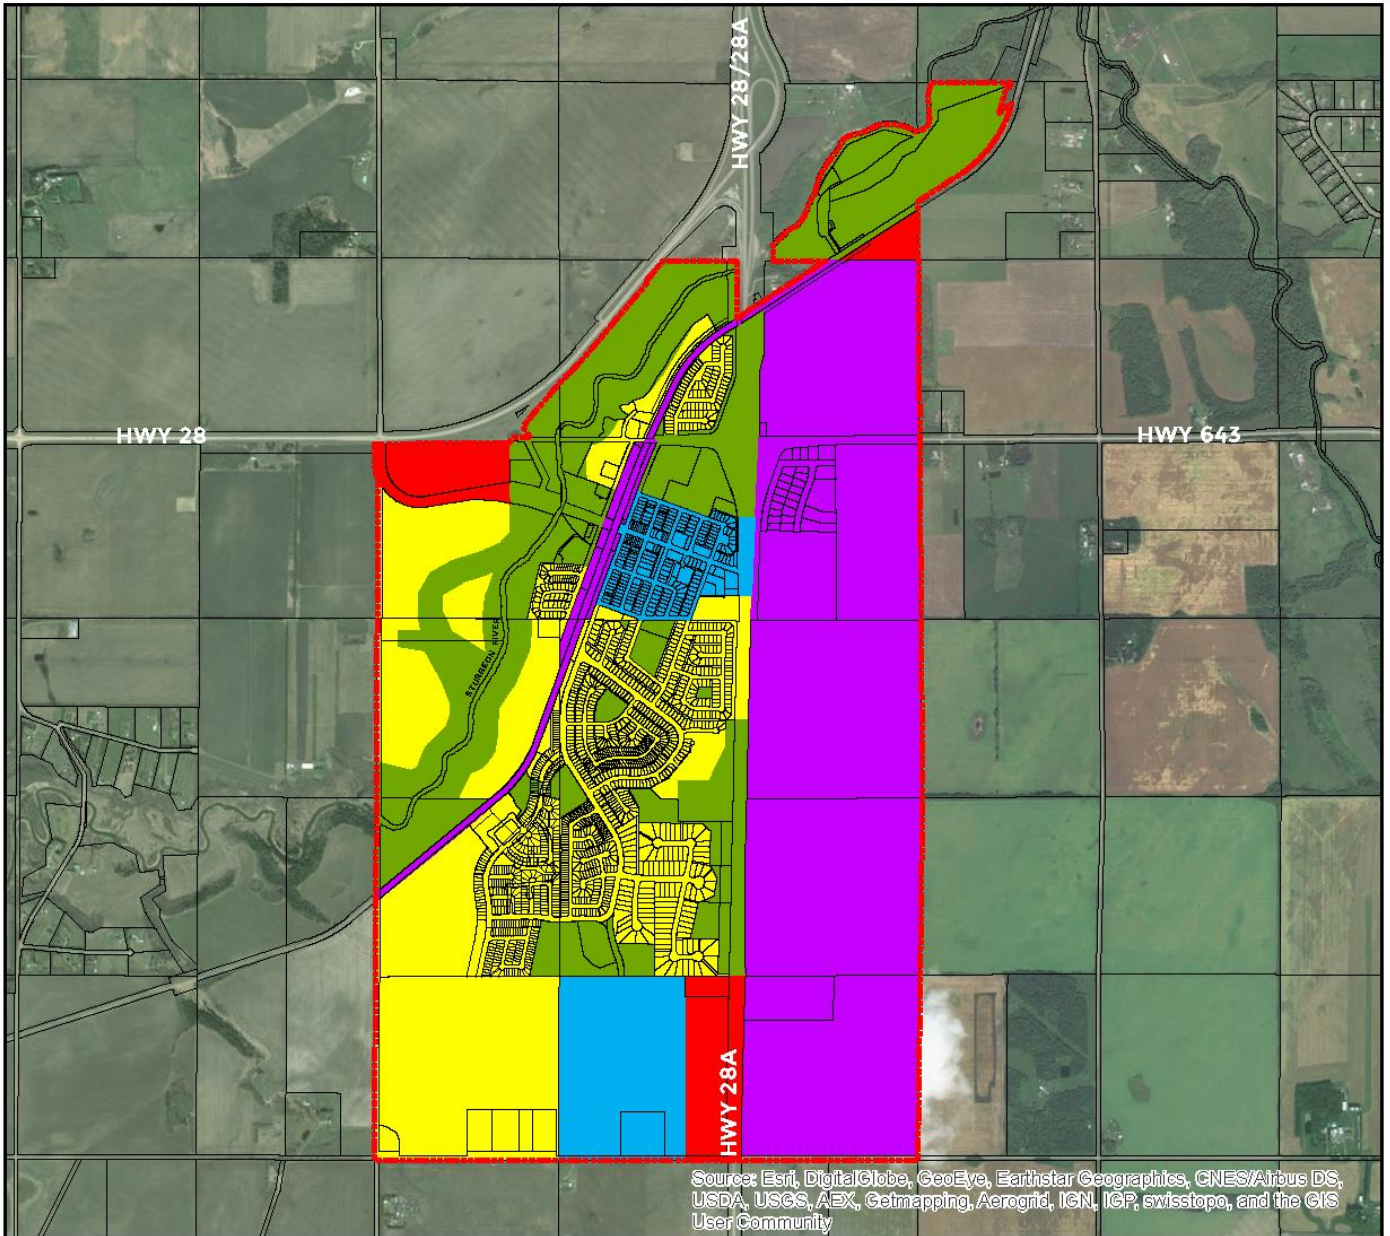 HWY 28/28A
HWY 28
HWY 643
STURGEON RIVER
HWY 28A
Source: Esri, DigitalGlobe, GeoEye, Earthstar Geographics, CNES/Airbus DS,
USDA, USGS, AEX, Getmapping, Aerogrid, IGN, IGP, swisstopo, and the GIS
User Community